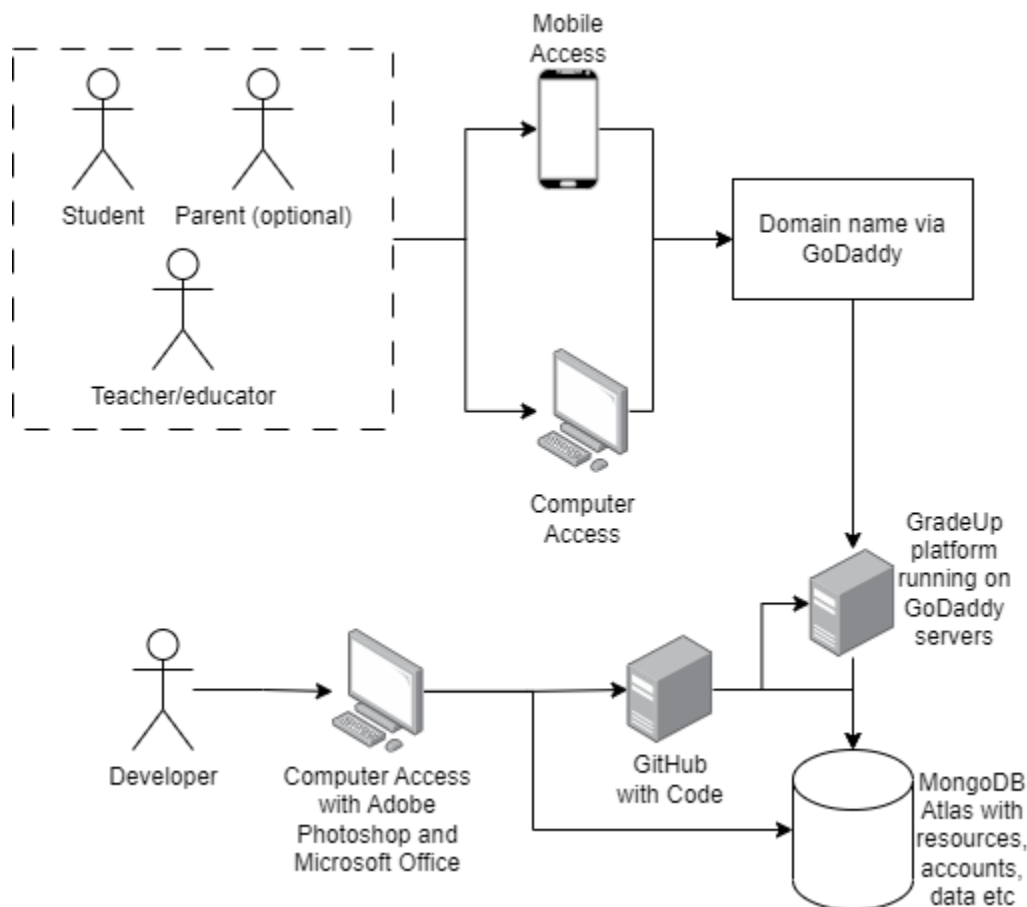 Mobile
Access
Student
Parent (optional)
Teacher/educator
Domain name via
GoDaddy
Computer
Access
GradeUp
platform
running on
GoDaddy
servers
Developer
Computer Access
with Adobe
Photoshop and
Microsoft Office
GitHub
with Code
MongoDB
Atlas with
resources,
accounts,
data etc